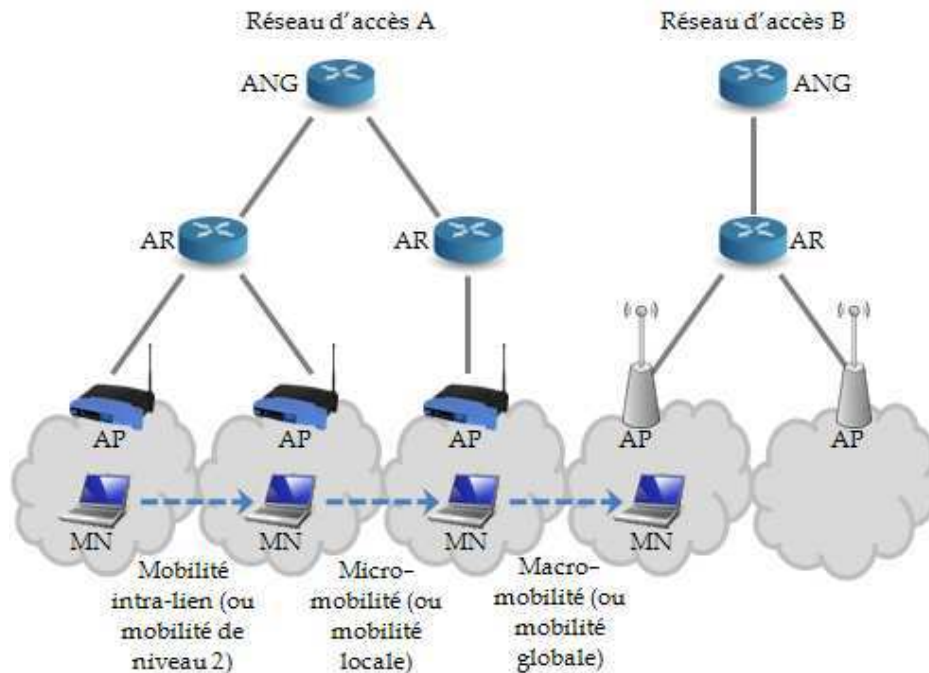 Réseau d'accès A
Réseau d'accès B
ANG
ANG
AR
AR
AR
AP
AP
AP
AP
AP
MN
MN
MN
MN
Mobilité
intra-lien (ou
mobilité de
niveau 2)
Micro-
mobilité (ou
mobilité
locale)
Macro-
mobilité (ou
mobilité
globale)